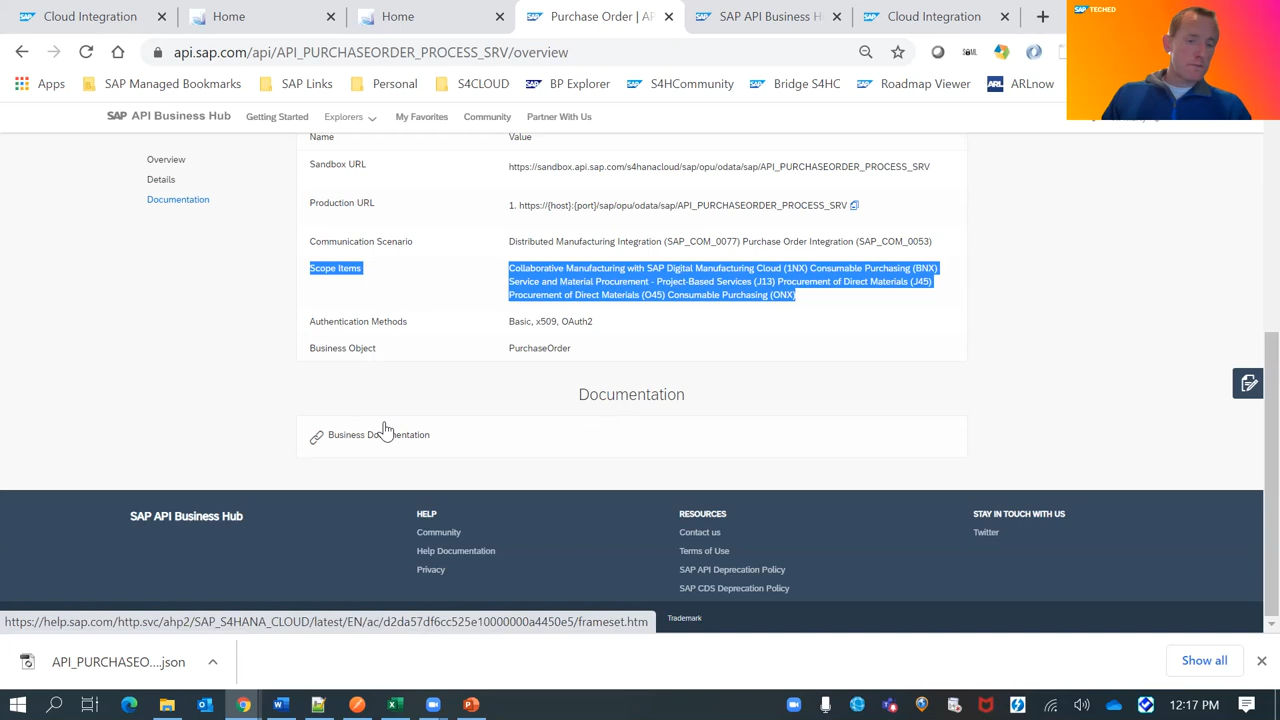 Cloud Integration
Home
Home
Purchase Order | AP
SAP API Business H
Cloud Integration
SAP TECHED
api.sap.com/api/API_PURCHASEORDER_PROCESS_SRV/overview
Apps
SAP Managed Bookmarks
SAP Links
Personal
S4CLOUD
BP Explorer
S4HCommunity
Bridge S4HC
Roadmap Viewer
ARL
ARLnow
SAP API Business Hub
Getting Started
Explorers
My Favorites
Community
Partner With Us
Overview
Details
Documentation
Name Value
Sandbox URL https://sandbox.api.sap.com/s4hanacloud/sap/opu/odata/sap/API_PURCHASEORDER_PROCESS_SRV
Production URL 1. https://{host}:{port}/sap/opu/odata/sap/API_PURCHASEORDER_PROCESS_SRV
Communication Scenario Distributed Manufacturing Integration (SAP_COM_0077) Purchase Order Integration (SAP_COM_0053)
Scope Items Collaborative Manufacturing with SAP Digital Manufacturing Cloud (1NX) Consumable Purchasing (BNX)
Service and Material Procurement - Project-Based Services (J13) Procurement of Direct Materials (J45)
Procurement of Direct Materials (O45) Consumable Purchasing (ONX)
Authentication Methods Basic, x509, OAuth2
Business Object PurchaseOrder
Documentation
Business Documentation
SAP API Business Hub
HELP
Community
Help Documentation
Privacy
RESOURCES
Contact us
Terms of Use
SAP API Deprecation Policy
SAP CDS Deprecation Policy
STAY IN TOUCH WITH US
Twitter
Trademark
https://help.sap.com/http.svc/ahp2/SAP_S4HANA_CLOUD/latest/EN/ac/d2da57df6cc525e10000000a4450e5/frameset.htm
API_PURCHASEO....json
Show all
12:17 PM